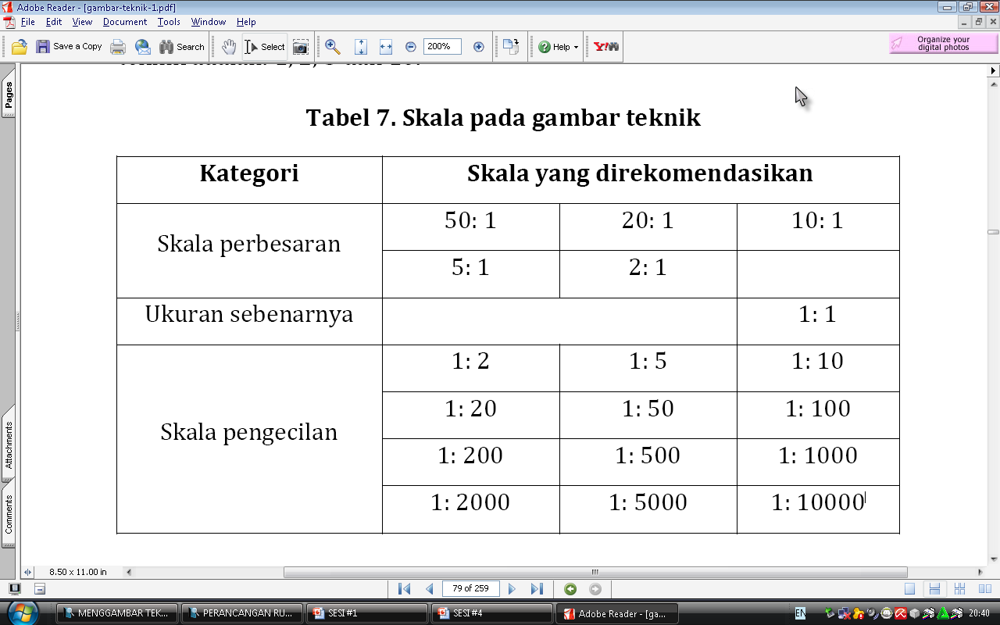 Adobe Reader - [gambar-teknik-1.pdf]
File Edit View Document Tools Window Help
Save a Copy Search Select 200% Help Y! Organize your
digital photos
Pages
Tabel 7. Skala pada gambar teknik
Kategori Skala yang direkomendasikan
Skala perbesaran
50: 1 20: 1 10: 1
5: 1 2: 1
Ukuran sebenarnya 1: 1
Skala pengecilan
1: 2 1: 5 1: 10
1: 20 1: 50 1: 100
1: 200 1: 500 1: 1000
1: 2000 1: 5000 1: 10000
Attachments
Comments
8.50 x 11.00 in
79 of 259
MENGGAMBAR TEK... PERANCANGAN RU... SESI #1 SESI #4 Adobe Reader - [ga... EN 20:40